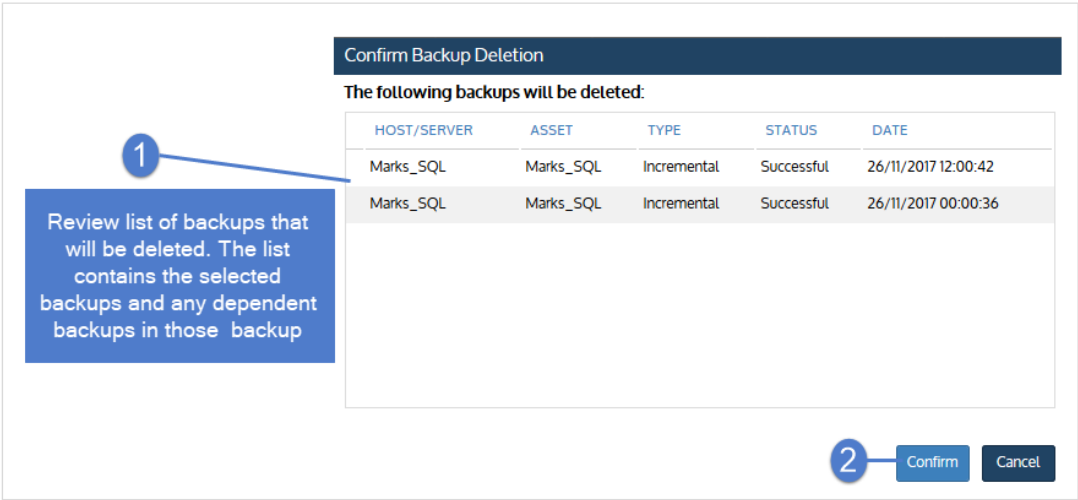 Confirm Backup Deletion
The following backups will be deleted:
HOST/SERVER ASSET TYPE STATUS DATE
Marks_SQL Marks_SQL Incremental Successful 26/11/2017 12:00:42
Marks_SQL Marks_SQL Incremental Successful 26/11/2017 00:00:36
1
Review list of backups that
will be deleted. The list
contains the selected
backups and any dependent
backups in those backup
2 Confirm Cancel